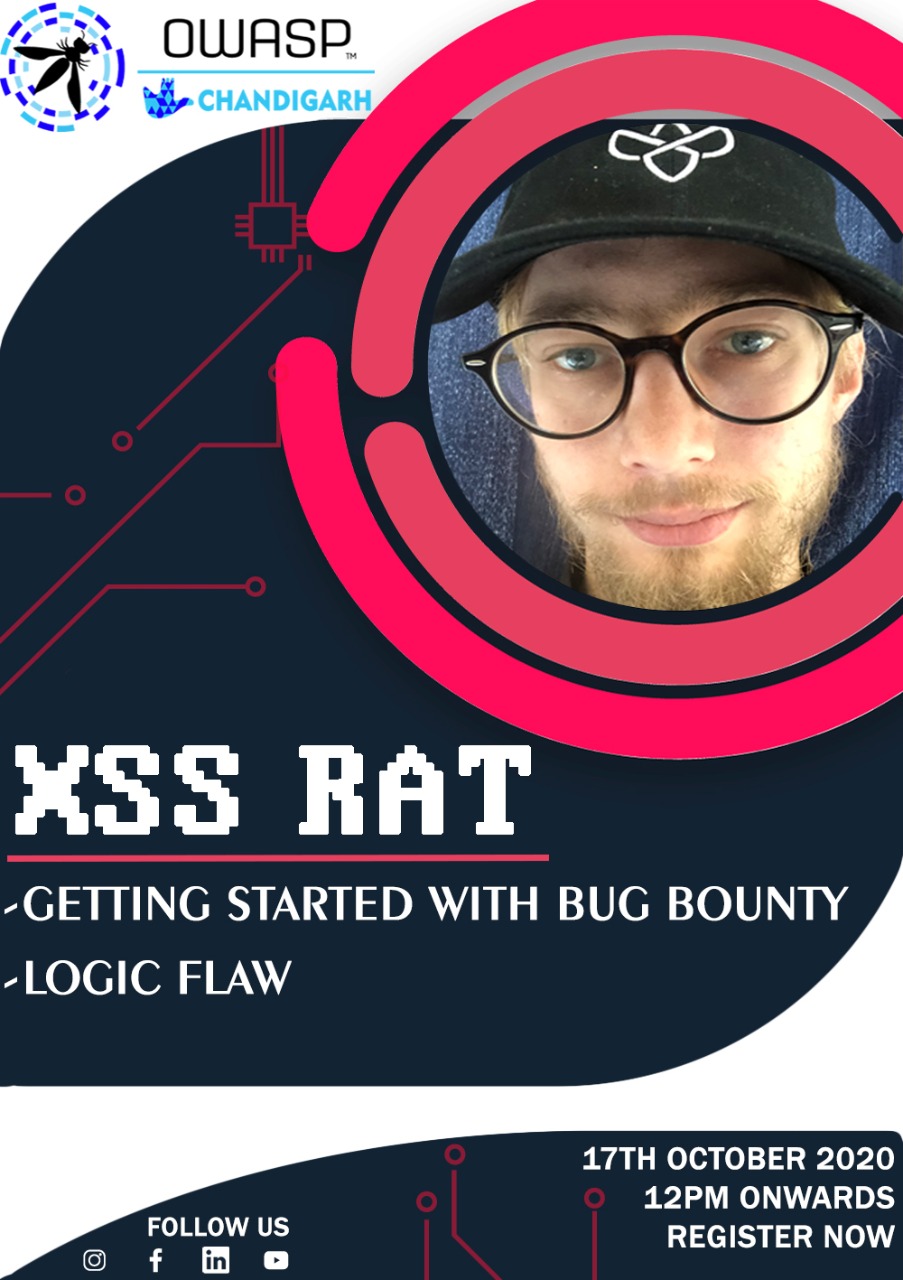 OWASP™
CHANDIGARH
XSS RAT
-GETTING STARTED WITH BUG BOUNTY
-LOGIC FLAW
17TH OCTOBER 2020
12PM ONWARDS
REGISTER NOW
FOLLOW US
in